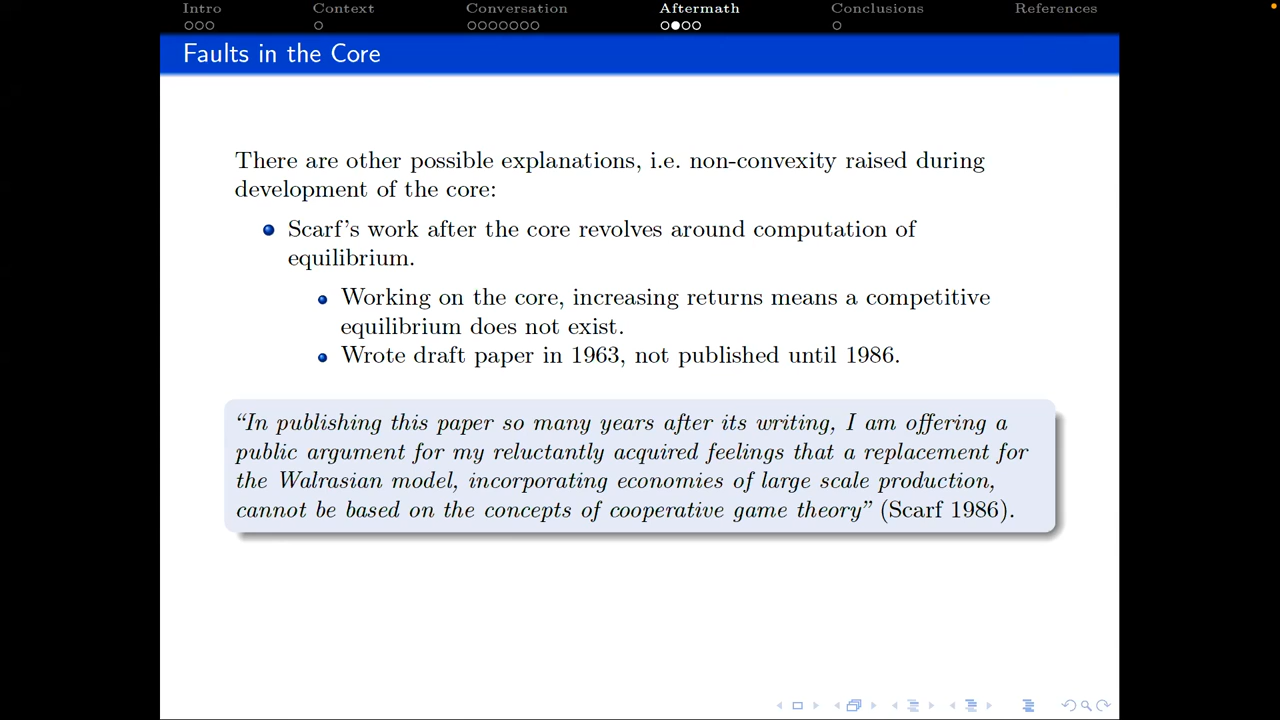 Intro Context Conversation Aftermath Conclusions References
Faults in the Core
There are other possible explanations, i.e. non-convexity raised during
development of the core:
Scarf's work after the core revolves around computation of
equilibrium.
Working on the core, increasing returns means a competitive
equilibrium does not exist.
Wrote draft paper in 1963, not published until 1986.
“In publishing this paper so many years after its writing, I am offering a
public argument for my reluctantly acquired feelings that a replacement for
the Walrasian model, incorporating economies of large scale production,
cannot be based on the concepts of cooperative game theory” (Scarf 1986).